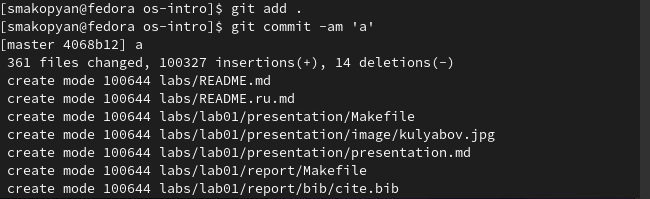 [smakopyan@fedora os-intro]$ git add .
[smakopyan@fedora os-intro]$ git commit -am 'a'
[master 4068b12] a
 361 files changed, 100327 insertions(+), 14 deletions(-)
 create mode 100644 labs/README.md
 create mode 100644 labs/README.ru.md
 create mode 100644 labs/lab01/presentation/Makefile
 create mode 100644 labs/lab01/presentation/image/kulyabov.jpg
 create mode 100644 labs/lab01/presentation/presentation.md
 create mode 100644 labs/lab01/report/Makefile
 create mode 100644 labs/lab01/report/bib/cite.bib